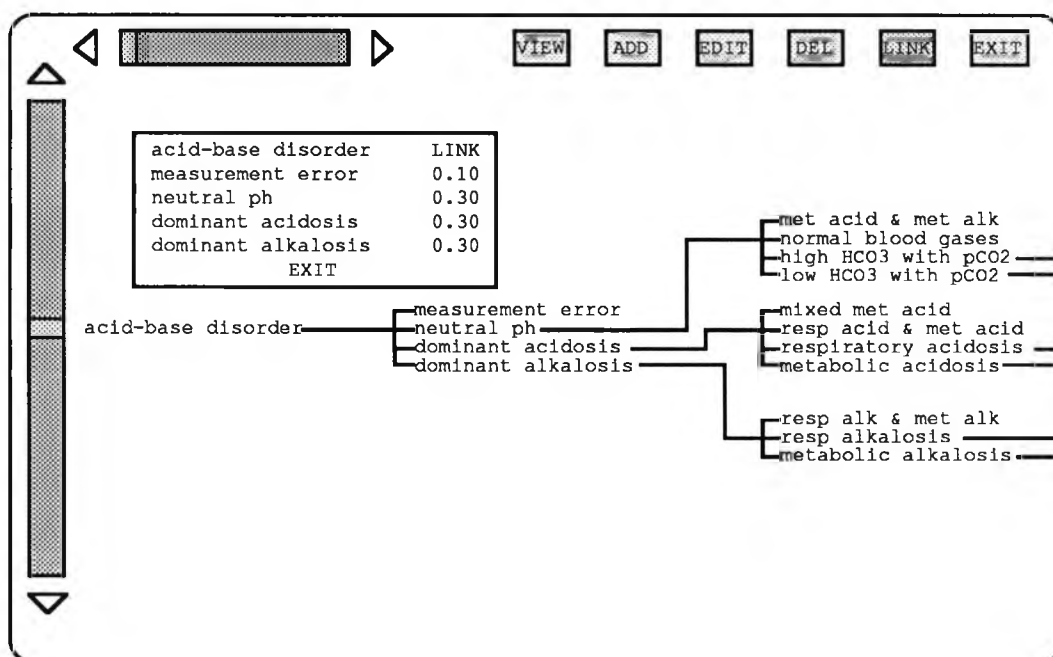 VIEW ADD EDIT DEL LINK EXIT
acid-base disorder LINK
measurement error 0.10
neutral ph 0.30
dominant acidosis 0.30
dominant alkalosis 0.30
EXIT
acid-base disorder
measurement error
neutral ph
dominant acidosis
dominant alkalosis
met acid & met alk
normal blood gases
high HCO3 with pCO2
low HCO3 with pCO2
mixed met acid
resp acid & met acid
respiratory acidosis
metabolic acidosis
resp alk & met alk
resp alkalosis
metabolic alkalosis